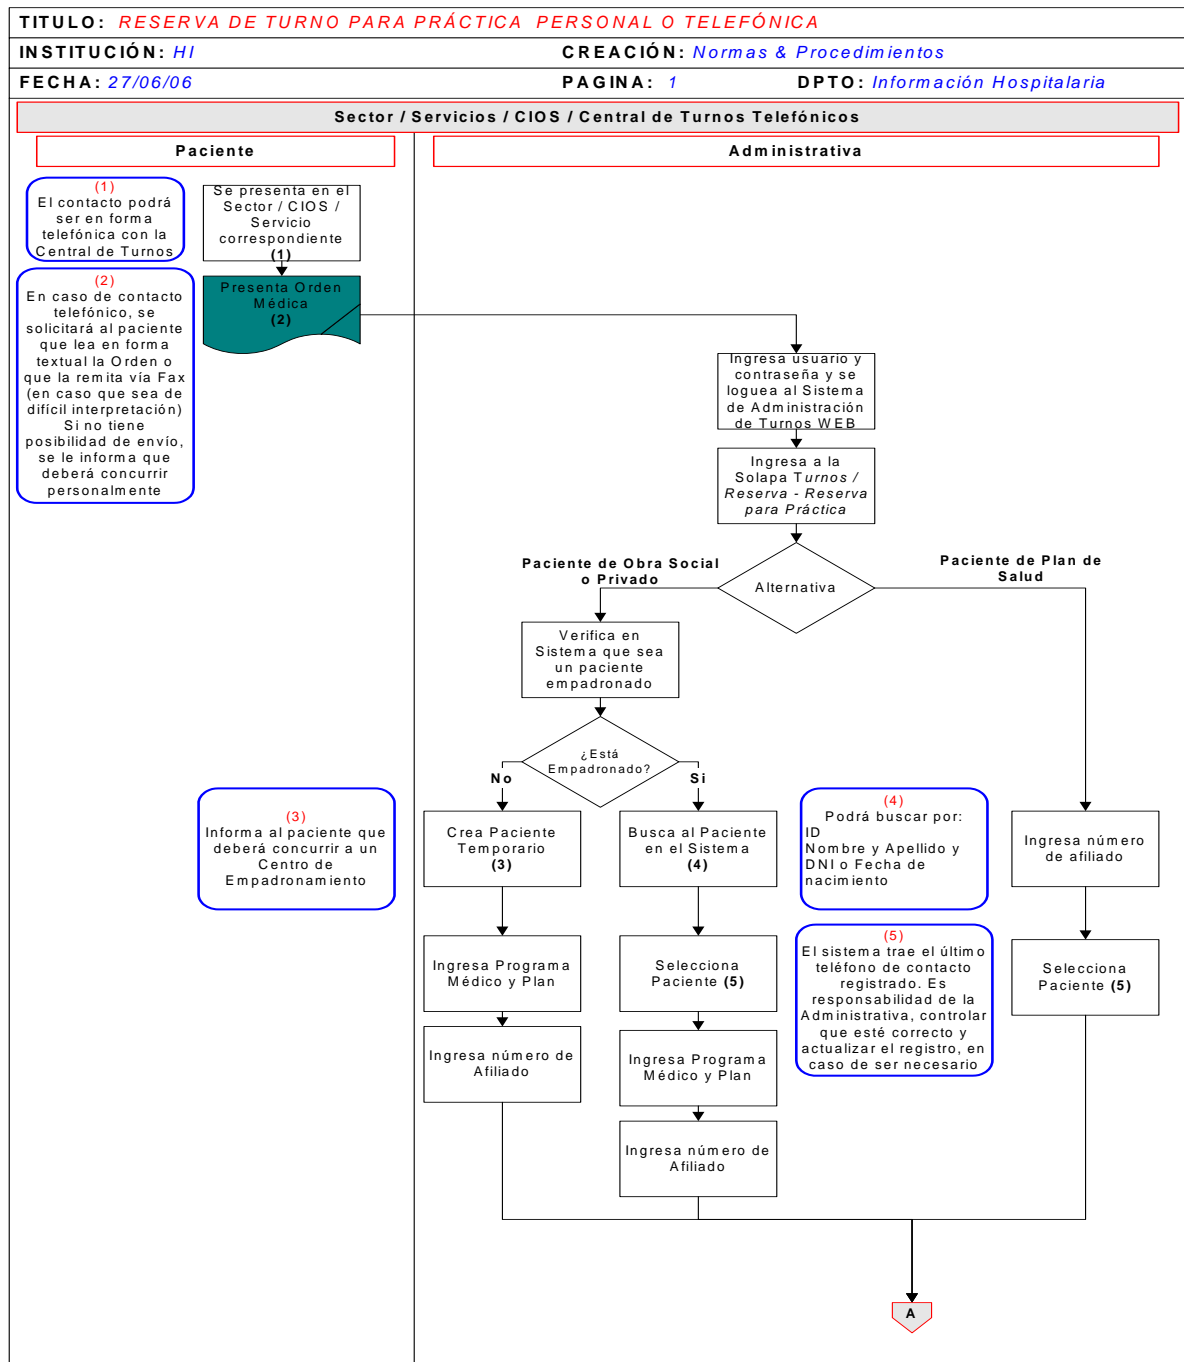 TITULO: RESERVA DE TURNO PARA PRÁCTICA PERSONAL O TELEFÓNICA
INSTITUCIÓN: HI
CREACIÓN: Normas & Procedimientos
FECHA: 27/06/06
PAGINA: 1
DPTO: Información Hospitalaria
Sector / Servicios / CIOS / Central de Turnos Telefónicos
Paciente
Administrativa
(1)
El contacto podrá
ser en forma
telefónica con la
Central de Turnos
Se presenta en el
Sector / CIOS /
Servicio
correspondiente
(1)
(2)
En caso de contacto
telefónico, se
solicitará al paciente
que lea en forma
textual la Orden o
que la remita vía Fax
(en caso que sea de
difícil interpretación)
Si no tiene
posibilidad de envío,
se le informa que
deberá concurrir
personalmente
Presenta Orden
Médica
(2)
Ingresa usuario y
contraseña y se
loguea al Sistema
de Administración
de Turnos WEB
Ingresa a la
Solapa Turnos /
Reserva - Reserva
para Práctica
Alternativa
Paciente de Obra Social
o Privado
Paciente de Plan de
Salud
Verifica en
Sistema que sea
un paciente
empadronado
¿Está
Empadronado?
No
Si
(3)
Informa al paciente que
deberá concurrir a un
Centro de
Empadronamiento
Crea Paciente
Temporario
(3)
Busca al Paciente
en el Sistema
(4)
(4)
Podrá buscar por:
ID
Nombre y Apellido y
DNI o Fecha de
nacimiento
Ingresa número
de afiliado
Ingresa Programa
Médico y Plan
Selecciona
Paciente (5)
(5)
El sistema trae el último
teléfono de contacto
registrado. Es
responsabilidad de la
Administrativa, controlar
que esté correcto y
actualizar el registro, en
caso de ser necesario
Selecciona
Paciente (5)
Ingresa número de
Afiliado
Ingresa Programa
Médico y Plan
Ingresa número de
Afiliado
A